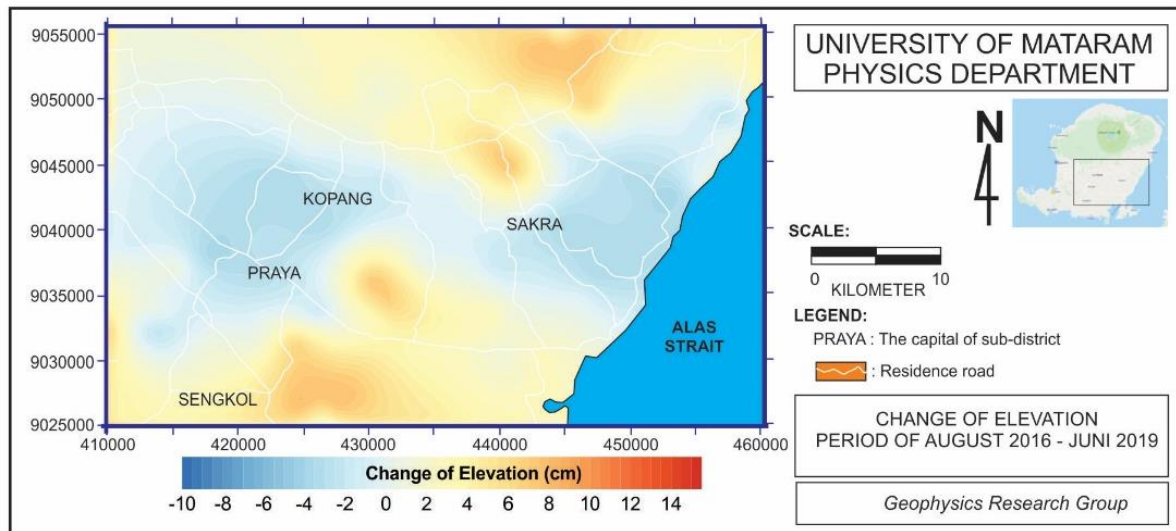 9055000
9050000
9045000
9040000
9035000
9030000
9025000
410000
420000
430000
440000
450000
460000
KOPANG
SAKRA
PRAYA
SENGKOL
ALAS
STRAIT
-10 -8 -6 -4 -2 0 2 4 6 8 10 12 14
Change of Elevation (cm)
UNIVERSITY OF MATARAM
PHYSICS DEPARTMENT
N
SCALE:
0 10
KILOMETER
LEGEND:
PRAYA : The capital of sub-district
: Residence road
CHANGE OF ELEVATION
PERIOD OF AUGUST 2016 - JUNI 2019
Geophysics Research Group